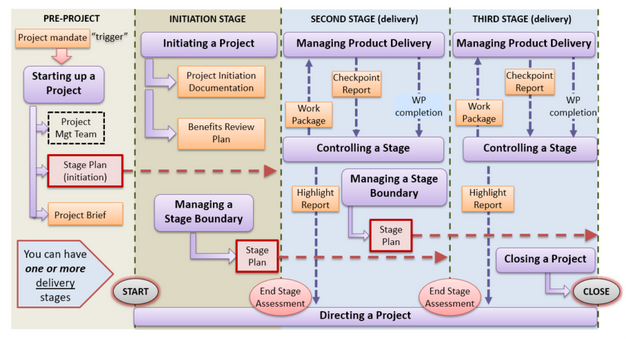 PRE-PROJECT
INITIATION STAGE
SECOND STAGE (delivery)
THIRD STAGE (delivery)
Project mandate
"trigger"
Starting up a
Project
Project
Mgt Team
Stage Plan
(initiation)
Project Brief
You can have
one or more
delivery
stages
START
Initiating a Project
Project Initiation
Documentation
Benefits Review
Plan
Managing a
Stage Boundary
Stage
Plan
Managing Product Delivery
Checkpoint
Report
Work
Package
WP
completion
Controlling a Stage
Highlight
Report
Managing a Stage
Boundary
Stage
Plan
End Stage
Assessment
Managing Product Delivery
Checkpoint
Report
Work
Package
WP
completion
Controlling a Stage
Highlight
Report
Closing a Project
End Stage
Assessment
CLOSE
Directing a Project